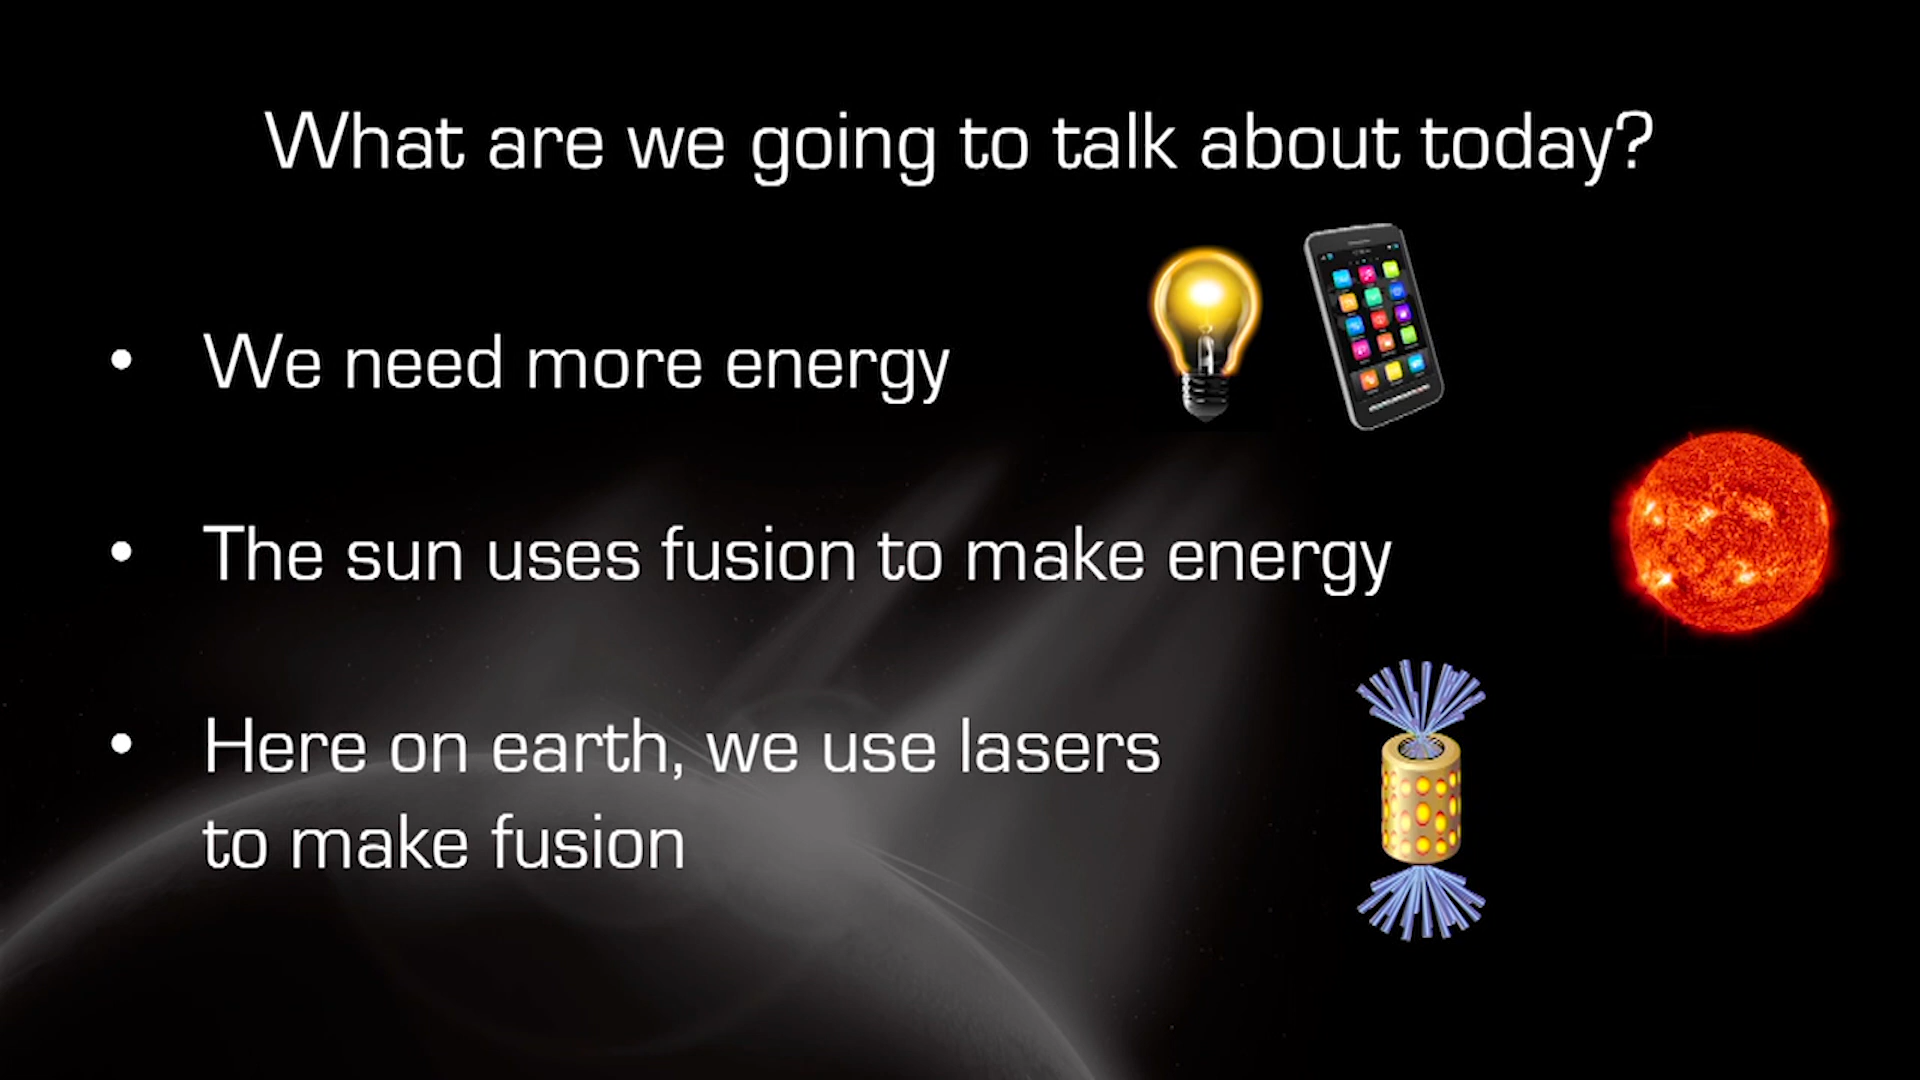 What are we going to talk about today?
• We need more energy
• The sun uses fusion to make energy
• Here on earth, we use lasers
to make fusion